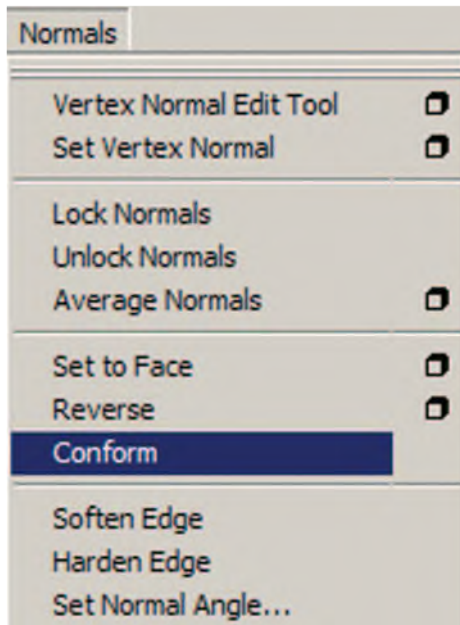 Normals
Vertex Normal Edit Tool
Set Vertex Normal
Lock Normals
Unlock Normals
Average Normals
Set to Face
Reverse
Conform
Soften Edge
Harden Edge
Set Normal Angle...